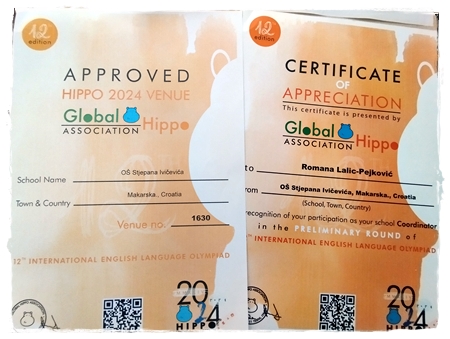 12
edition
APPROVED
HIPPO 2024 VENUE
Global Hippo
ASSOCIATION
School Name OŠ Stjepana Ivičevića
Town & Country Makarska., Croatia
Venue no. 1630
12TH INTERNATIONAL ENGLISH LANGUAGE OLYMPIAD
2024
HIPPO
12
edition
CERTIFICATE
OF
APPRECIATION
This certificate is presented by
Global Hippo
ASSOCIATION
to Romana Lalic-Pejković
from OŠ Stjepana Ivičevića, Makarska., Croatia
(School, Town, Country)
recognition of your participation as your school Coordinator
in the PRELIMINARY ROUND of
INTERNATIONAL ENGLISH LANGUAGE OLYMPIAD
2024
HIPPO